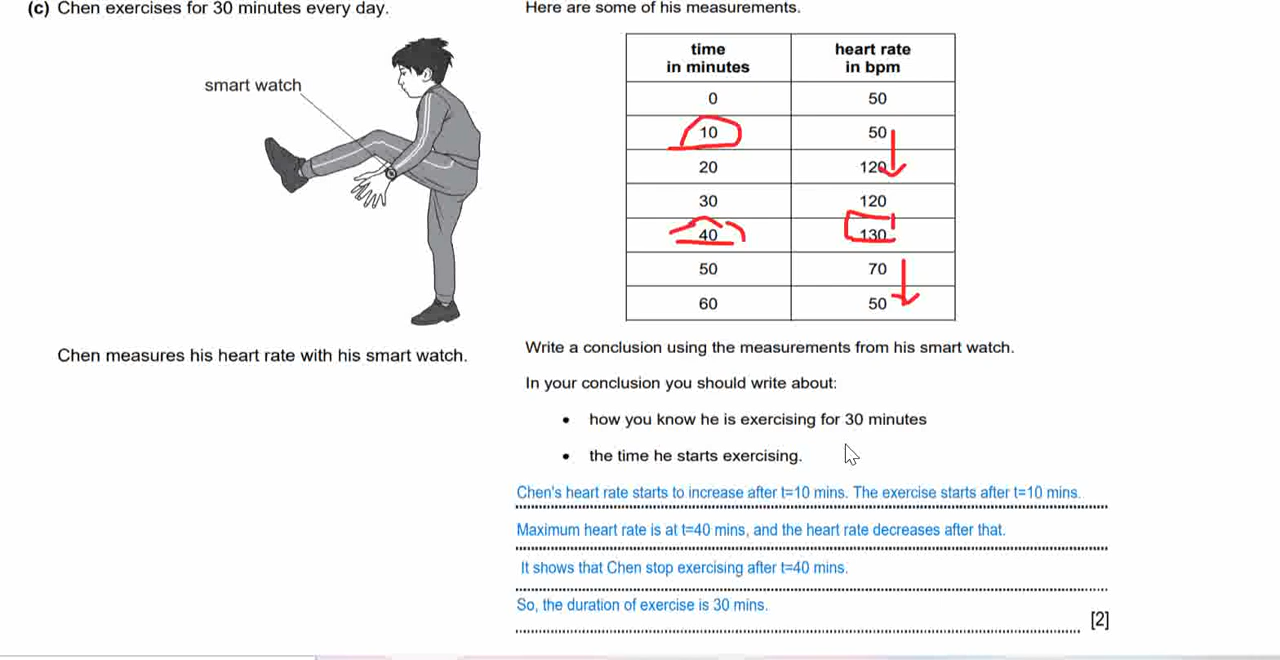 (c) Chen exercises for 30 minutes every day.
smart watch
Chen measures his heart rate with his smart watch.
Here are some of his measurements.
time in minutes heart rate in bpm
0 50
10 50
20 120
30 120
40 130
50 70
60 50
Write a conclusion using the measurements from his smart watch.
In your conclusion you should write about:
• how you know he is exercising for 30 minutes
• the time he starts exercising.
Chen's heart rate starts to increase after t=10 mins. The exercise starts after t=10 mins.
Maximum heart rate is at t=40 mins, and the heart rate decreases after that.
It shows that Chen stop exercising after t=40 mins.
So, the duration of exercise is 30 mins.
[2]